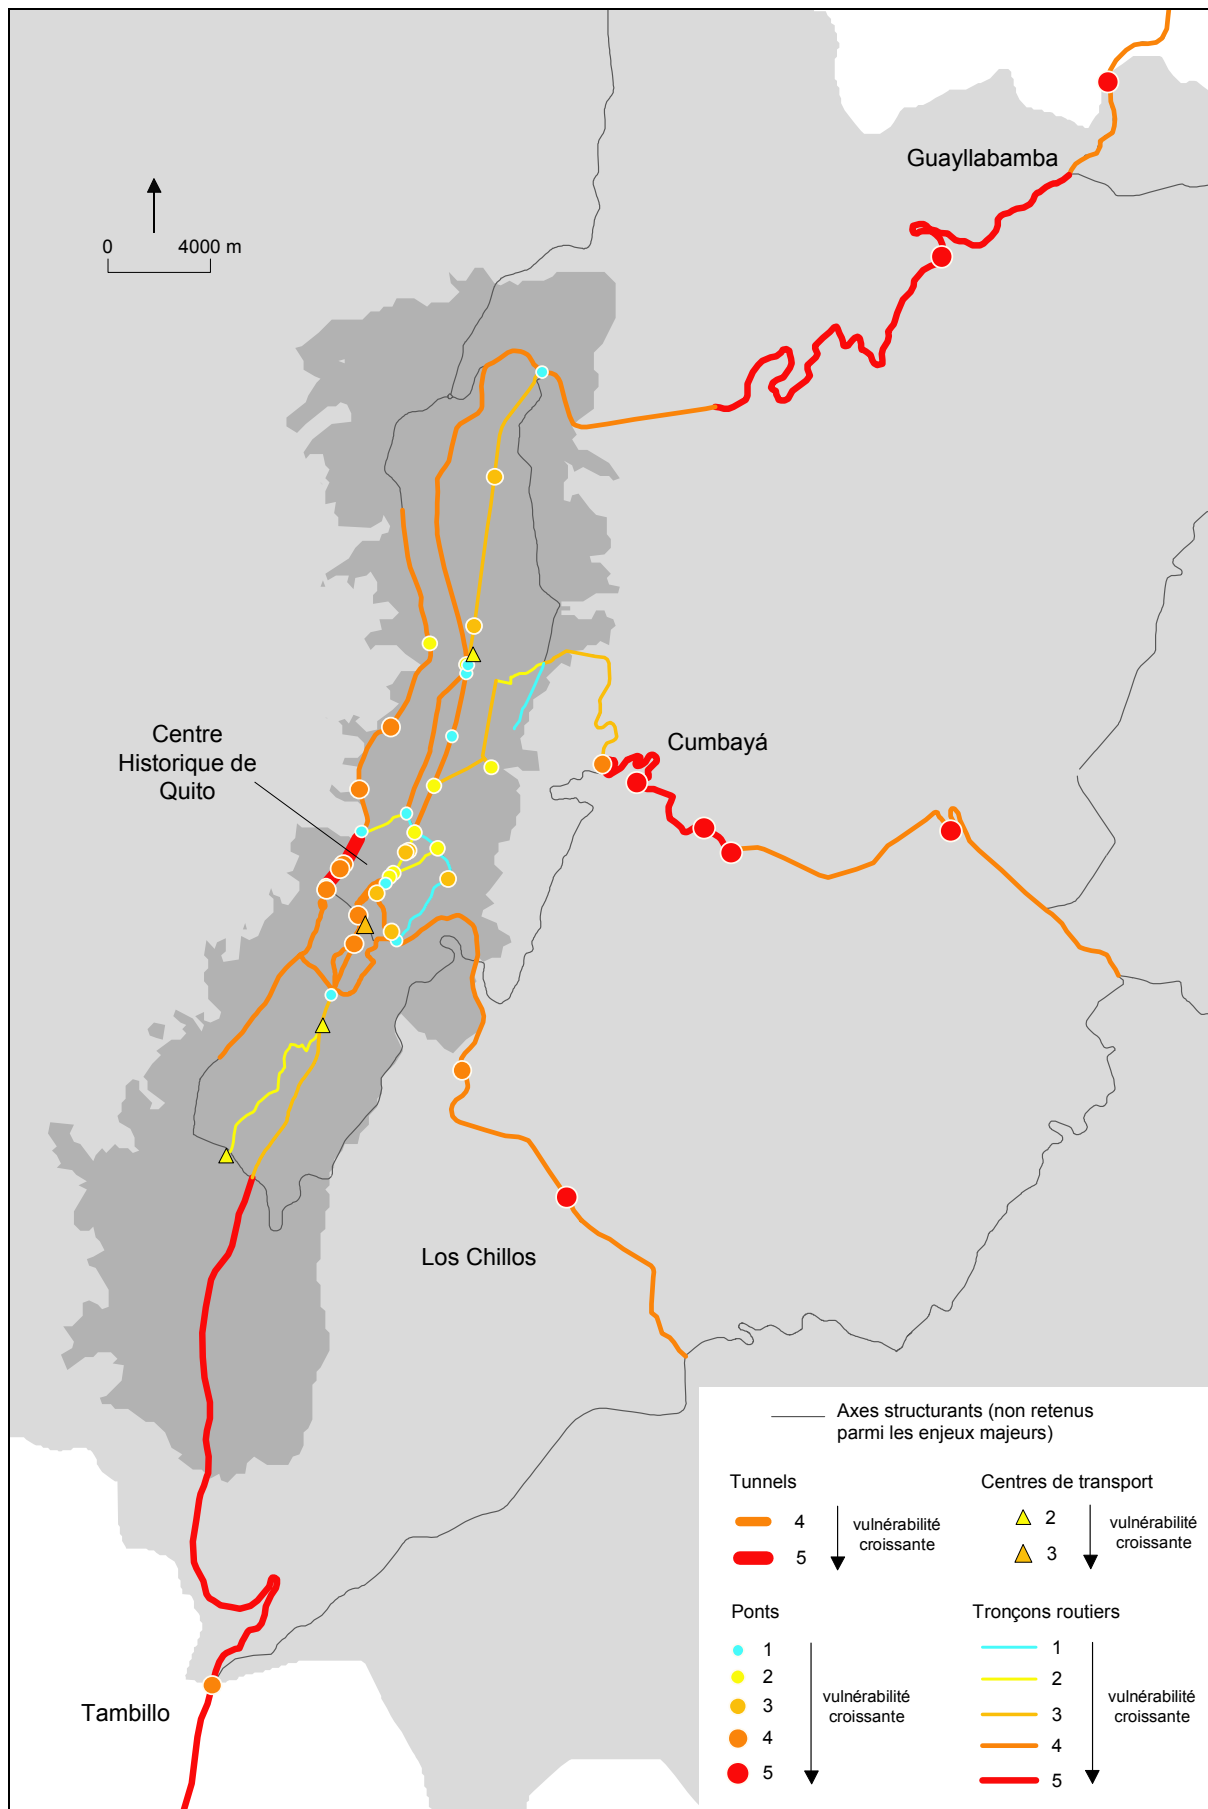 Guayllabamba
0 4000 m
Centre
Historique de
Quito
Cumbayá
Los Chillos
Tambillo
Axes structurants (non retenus
parmi les enjeux majeurs)
Tunnels
4
5
vulnérabilité
croissante
Centres de transport
2
3
vulnérabilité
croissante
Ponts
1
2
3
4
5
vulnérabilité
croissante
Tronçons routiers
1
2
3
4
5
vulnérabilité
croissante